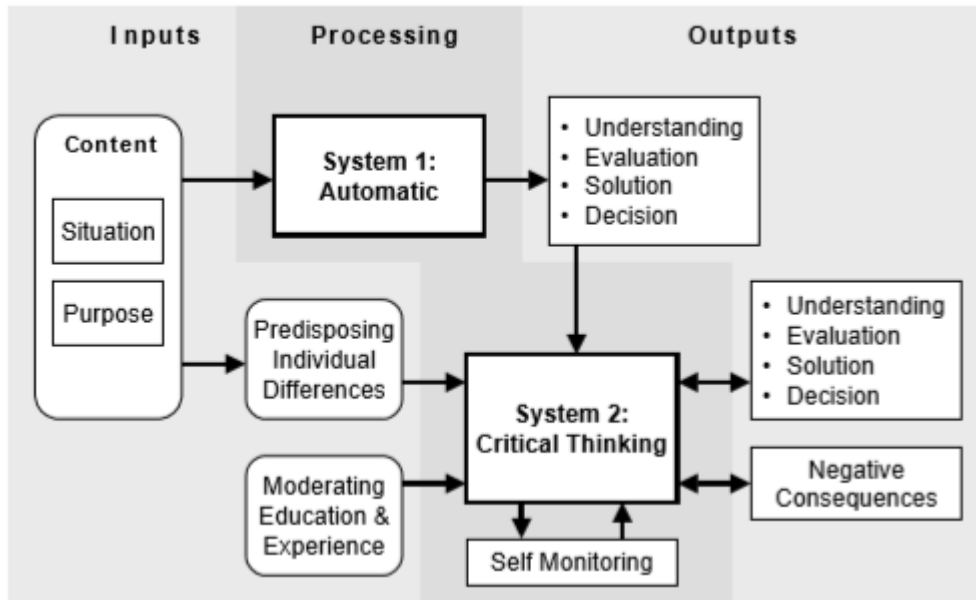 Inputs
Processing
Outputs
Content
Situation
Purpose
System 1:
Automatic
• Understanding
• Evaluation
• Solution
• Decision
Predisposing
Individual
Differences
Moderating
Education &
Experience
System 2:
Critical Thinking
Self Monitoring
• Understanding
• Evaluation
• Solution
• Decision
Negative
Consequences